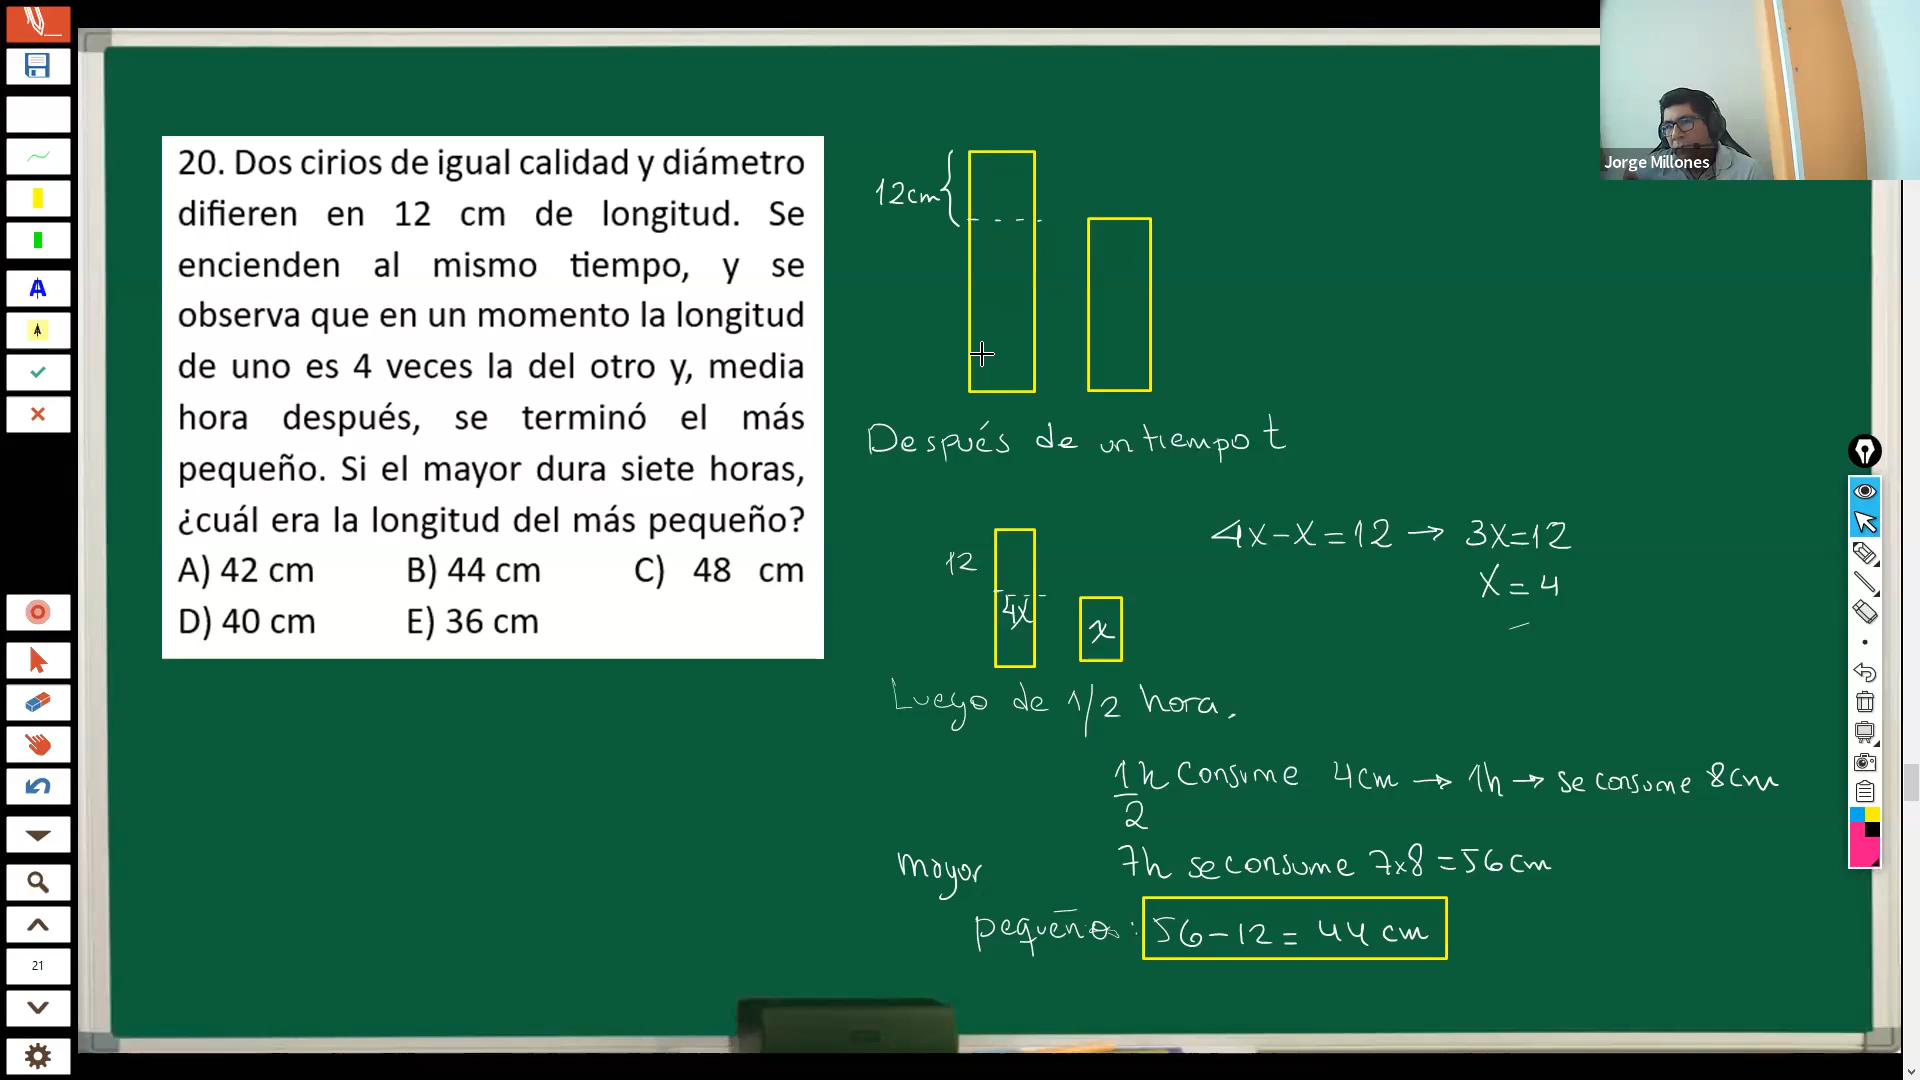 Jorge Millones
20. Dos cirios de igual calidad y diámetro
difieren en 12 cm de longitud. Se
encienden al mismo tiempo, y se
observa que en un momento la longitud
de uno es 4 veces la del otro y, media
hora después, se terminó el más
pequeño. Si el mayor dura siete horas,
¿cuál era la longitud del más pequeño?
A) 42 cm B) 44 cm C) 48 cm
D) 40 cm E) 36 cm
12cm
Después de un tiempo t
12
4x
x
4x-x=12 → 3x=12
x=4
Luego de 1/2 hora.
1/2 h consume 4cm → 1h → se consume 8cm
mayor 7h se consume 7x8=56cm
pequeño: 56-12= 44 cm
21